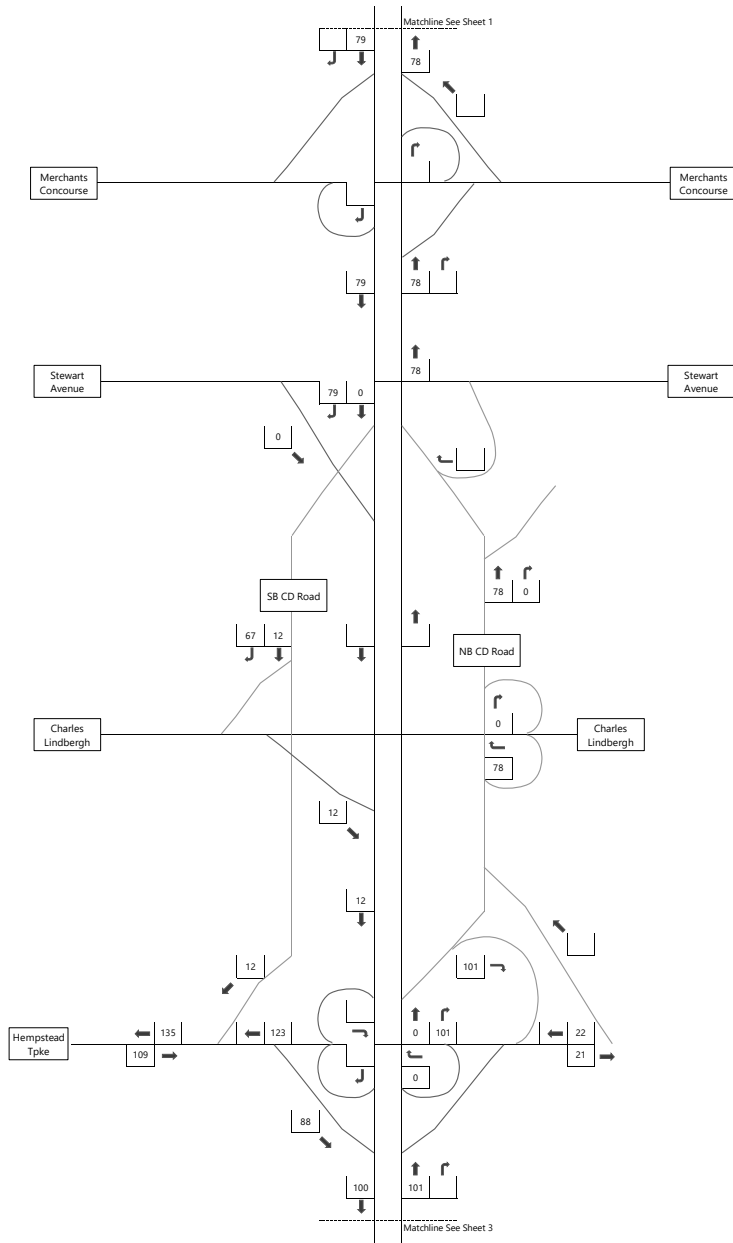 Matchline See Sheet 1
79
78
Merchants
Concourse
Merchants
Concourse
79
78
78
Stewart
Avenue
Stewart
Avenue
79 0
0
78 0
SB CD Road
67 12
NB CD Road
0
Charles
Lindbergh
Charles
Lindbergh
78
12
12
12
101
135
123
0 101
22
Hempstead
Tpke
109
21
0
88
100
101
Matchline See Sheet 3